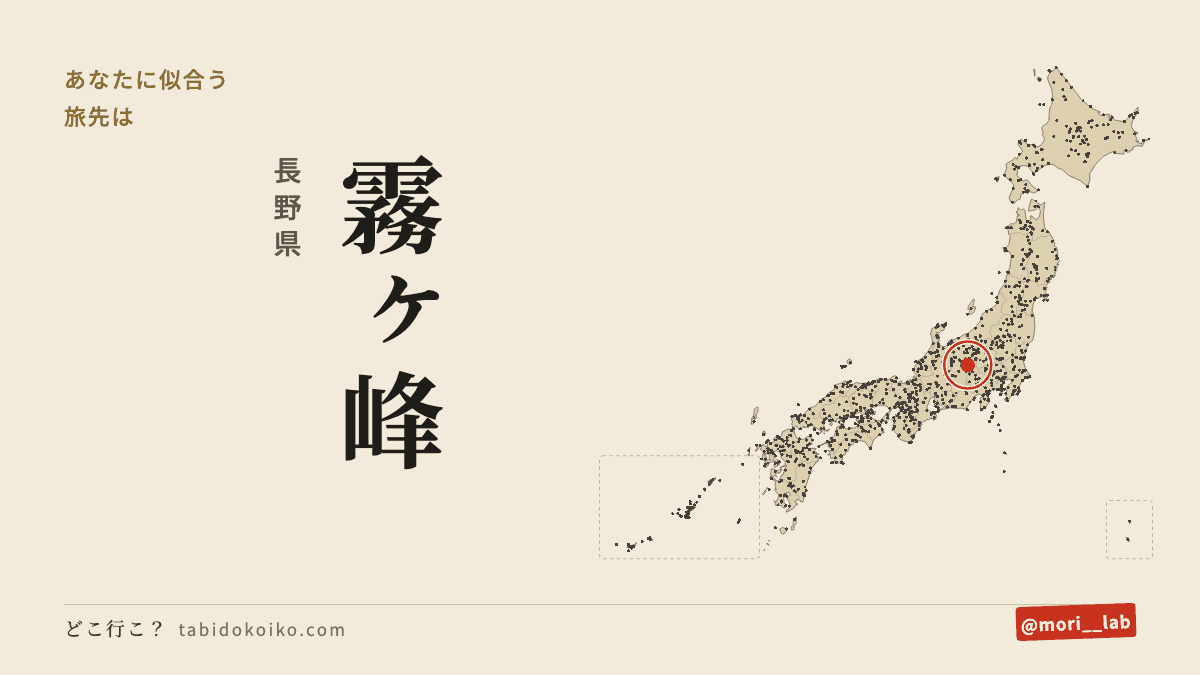 あなたに似合う
旅先は
霧ヶ峰
長野県
どこ行こ？ tabidokoiko.com
@mori__lab